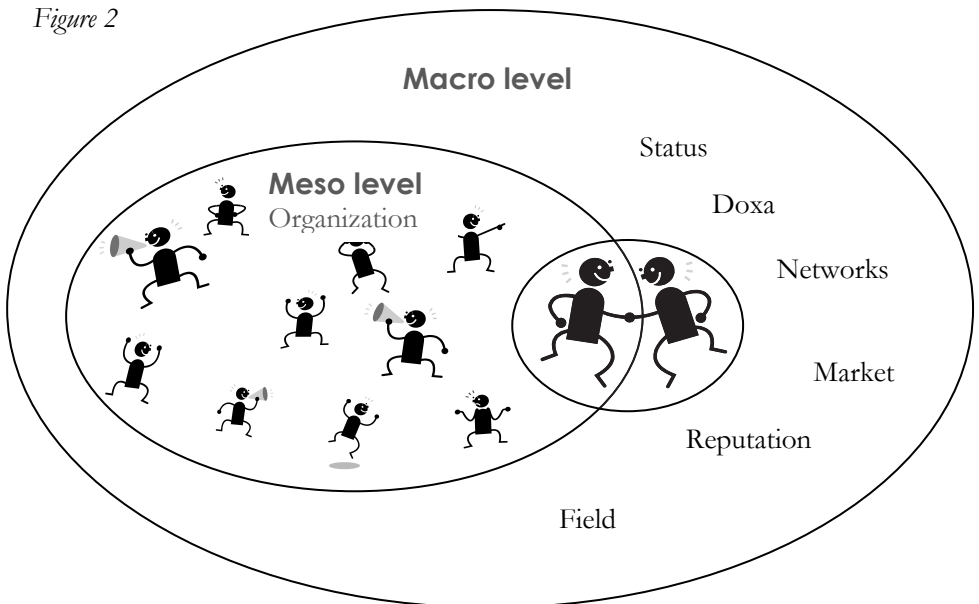 Figure 2
Macro level
Status
Meso level
Organization
Doxa
Networks
Market
Reputation
Field